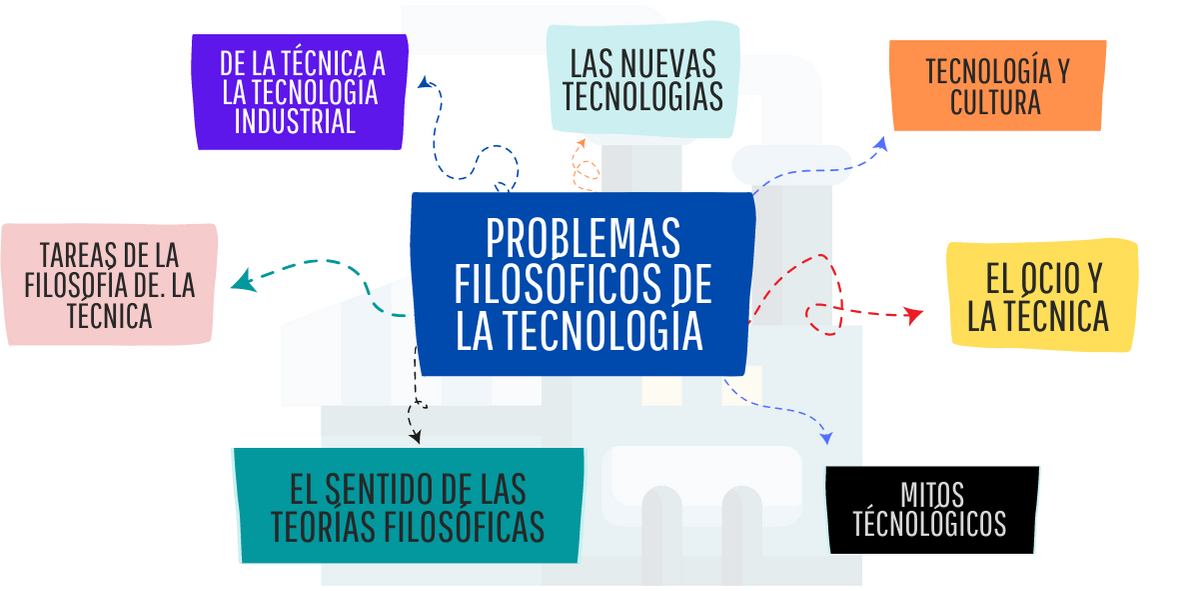 DE LA TÉCNICA A
LA TECNOLOGÍA
INDUSTRIAL
LAS NUEVAS
TECNOLOGIAS
TECNOLOGÍA Y
CULTURA
TAREAS DE LA
FILOSOFÍA DE. LA
TÉCNICA
PROBLEMAS
FILOSÓFICOS DE
LA TECNOLOGÍA
EL OCIO Y
LA TÉCNICA
EL SENTIDO DE LAS
TEORÍAS FILOSÓFICAS
MITOS
TÉCNOLÓGICOS